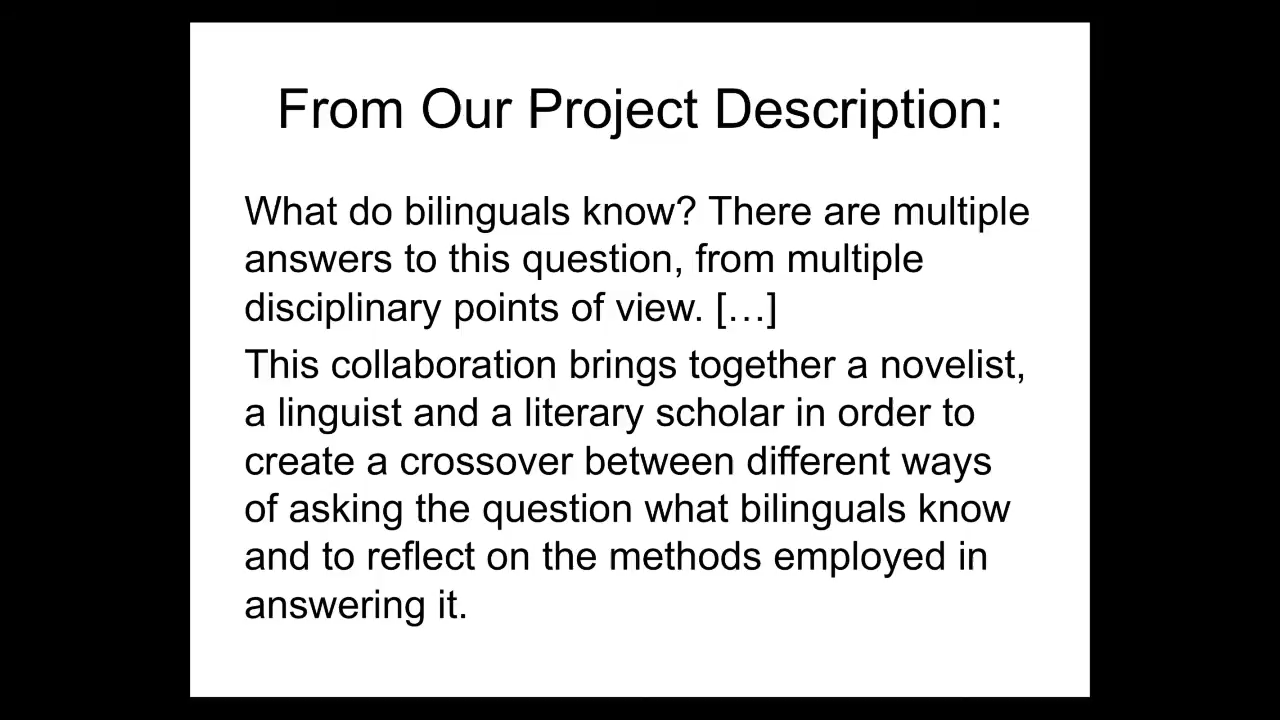 From Our Project Description:
What do bilinguals know? There are multiple
answers to this question, from multiple
disciplinary points of view. […]
This collaboration brings together a novelist,
a linguist and a literary scholar in order to
create a crossover between different ways
of asking the question what bilinguals know
and to reflect on the methods employed in
answering it.